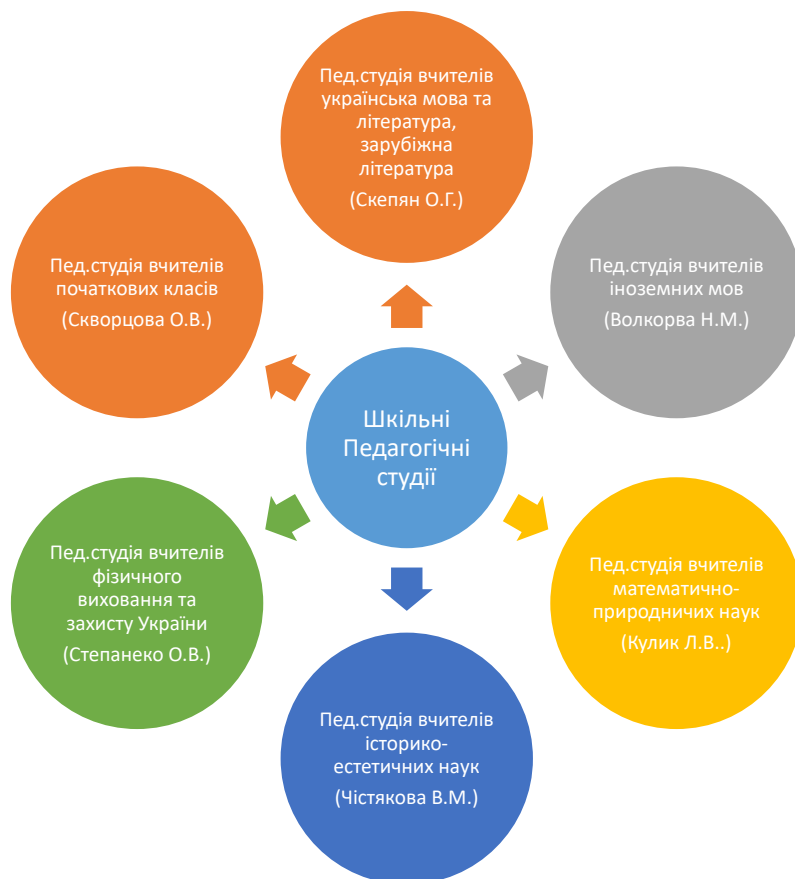 Пед.студія вчителів
українська мова та
література,
зарубіжна
література
(Скепян О.Г.)
Пед.студія вчителів
іноземних мов
(Волкорва Н.М.)
Пед.студія вчителів
математично-
природничих наук
(Кулик Л.В..)
Пед.студія вчителів
історико-
естетичних наук
(Чістякова В.М.)
Пед.студія вчителів
фізичного
виховання та
захисту України
(Степанеко О.В.)
Пед.студія вчителів
початкових класів
(Скворцова О.В.)
Шкільні
Педагогічні
студії